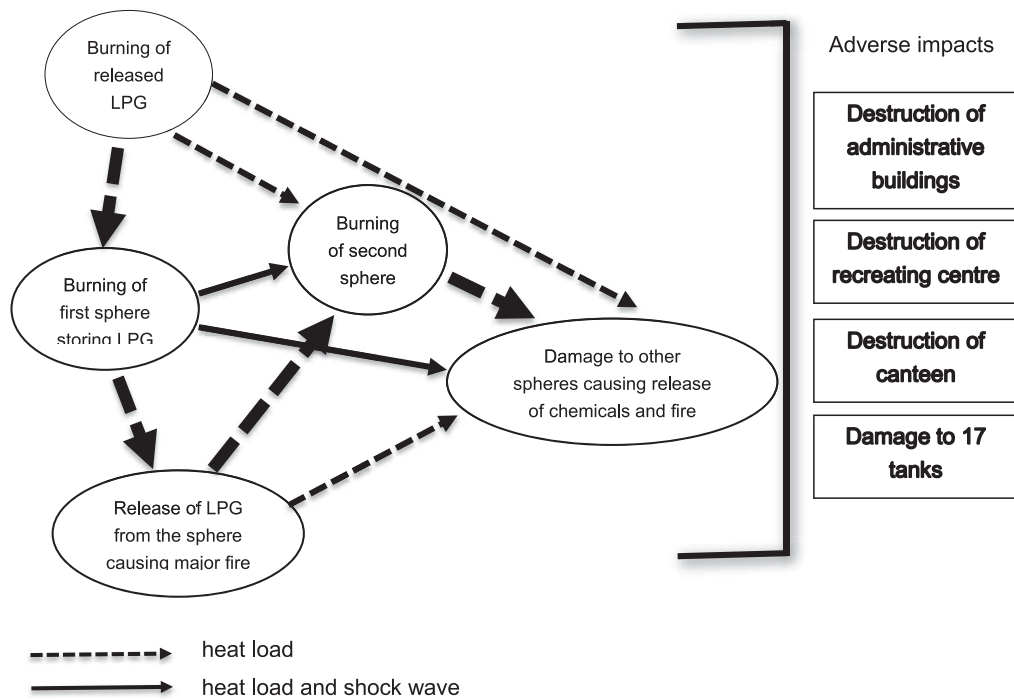 Burning of
released
LPG
Burning
of second
sphere
Burning of
first sphere
storing LPG
Damage to other
spheres causing release
of chemicals and fire
Release of LPG
from the sphere
causing major fire
Adverse impacts
Destruction of
administrative
buildings
Destruction of
recreating centre
Destruction of
canteen
Damage to 17
tanks
heat load
heat load and shock wave